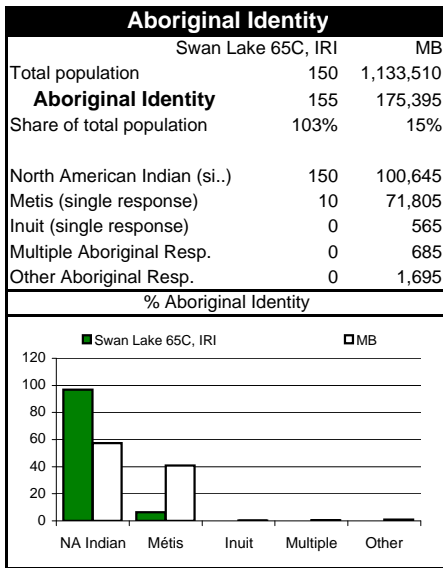 Aboriginal Identity
Swan Lake 65C, IRI MB
Total population 150 1,133,510
Aboriginal Identity 155 175,395
Share of total population 103% 15%
North American Indian (si..) 150 100,645
Metis (single response) 10 71,805
Inuit (single response) 0 565
Multiple Aboriginal Resp. 0 685
Other Aboriginal Resp. 0 1,695
% Aboriginal Identity
Swan Lake 65C, IRI MB
120
100
80
60
40
20
0
NA Indian Métis Inuit Multiple Other